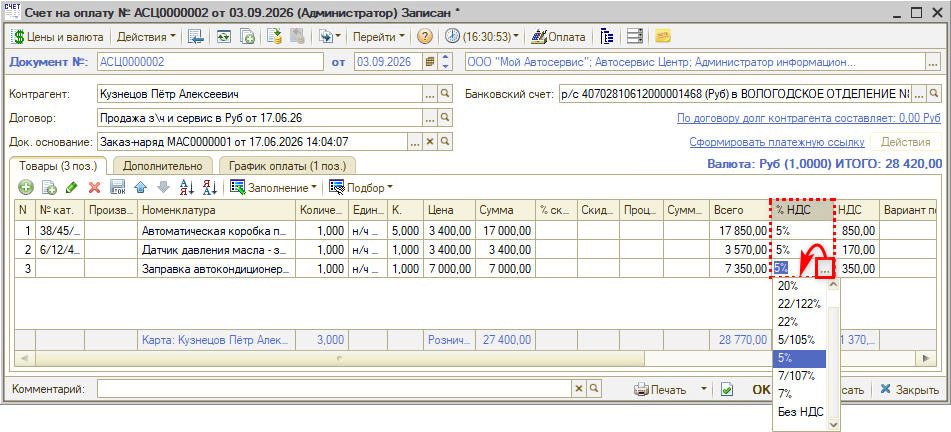 Счет на оплату № АСЦ0000002 от 03.09.2026 (Администратор) Записан *
Цены и валюта Действия Перейти (16:30:53) Оплата
Документ №: АСЦ0000002 от 03.09.2026 ООО "Мой Автосервис"; Автосервис Центр; Администратор информацион... ...
Контрагент: Кузнецов Пётр Алексеевич ... Банковский счет: р/с 40702810612000001468 (Руб) в ВОЛОГОДСКОЕ ОТДЕЛЕНИЕ N ...
Договор: Продажа з\ч и сервис в Руб от 17.06.26 ... По договору долг контрагента составляет: 0,00 Руб
Док. основание: Заказ-наряд МАС0000001 от 17.06.2026 14:04:07 ... Сформировать платежную ссылку Действия
Товары (3 поз.) Дополнительно График оплаты (1 поз.) Валюта: Руб (1,0000) ИТОГО: 28 420,00
Заполнение Подбор
N № кат. Произв... Номенклатура Количе... Един... К. Цена Сумма % ск... Скид... Проц... Сумм... Всего % НДС НДС Вариант по
1 38/45/... Автоматическая коробка п... 1,000 н/ч ... 5,000 3 400,00 17 000,00 17 850,00 5% 850,00
2 6/12/4... Датчик давления масла - з... 1,000 н/ч ... 1,000 3 400,00 3 400,00 3 570,00 5% 170,00
3 Заправка автокондиционер... 1,000 н/ч ... 1,000 7 000,00 7 000,00 7 350,00 5% ... 350,00
20%
22/122%
22%
5/105%
Карта: Кузнецов Пётр Алек... 3,000 Рознич... 27 400,00 28 770,00 1 370,...
5%
7/107%
7%
Без НДС
Комментарий: Печать ОК сать Закрыть